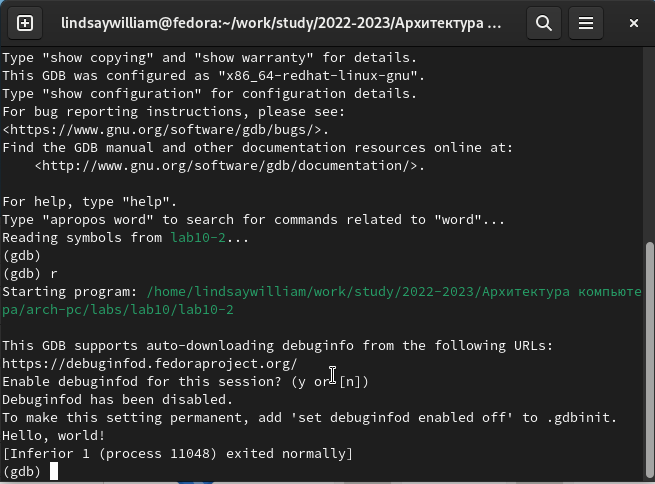 lindsaywilliam@fedora:~/work/study/2022-2023/Архитектура ...
Type "show copying" and "show warranty" for details.
This GDB was configured as "x86_64-redhat-linux-gnu".
Type "show configuration" for configuration details.
For bug reporting instructions, please see:
<https://www.gnu.org/software/gdb/bugs/>.
Find the GDB manual and other documentation resources online at:
    <http://www.gnu.org/software/gdb/documentation/>.

For help, type "help".
Type "apropos word" to search for commands related to "word"...
Reading symbols from lab10-2...
(gdb)
(gdb) r
Starting program: /home/lindsaywilliam/work/study/2022-2023/Архитектура компьюте
ра/arch-pc/labs/lab10/lab10-2

This GDB supports auto-downloading debuginfo from the following URLs:
https://debuginfod.fedoraproject.org/
Enable debuginfod for this session? (y or [n])
Debuginfod has been disabled.
To make this setting permanent, add 'set debuginfod enabled off' to .gdbinit.
Hello, world!
[Inferior 1 (process 11048) exited normally]
(gdb)